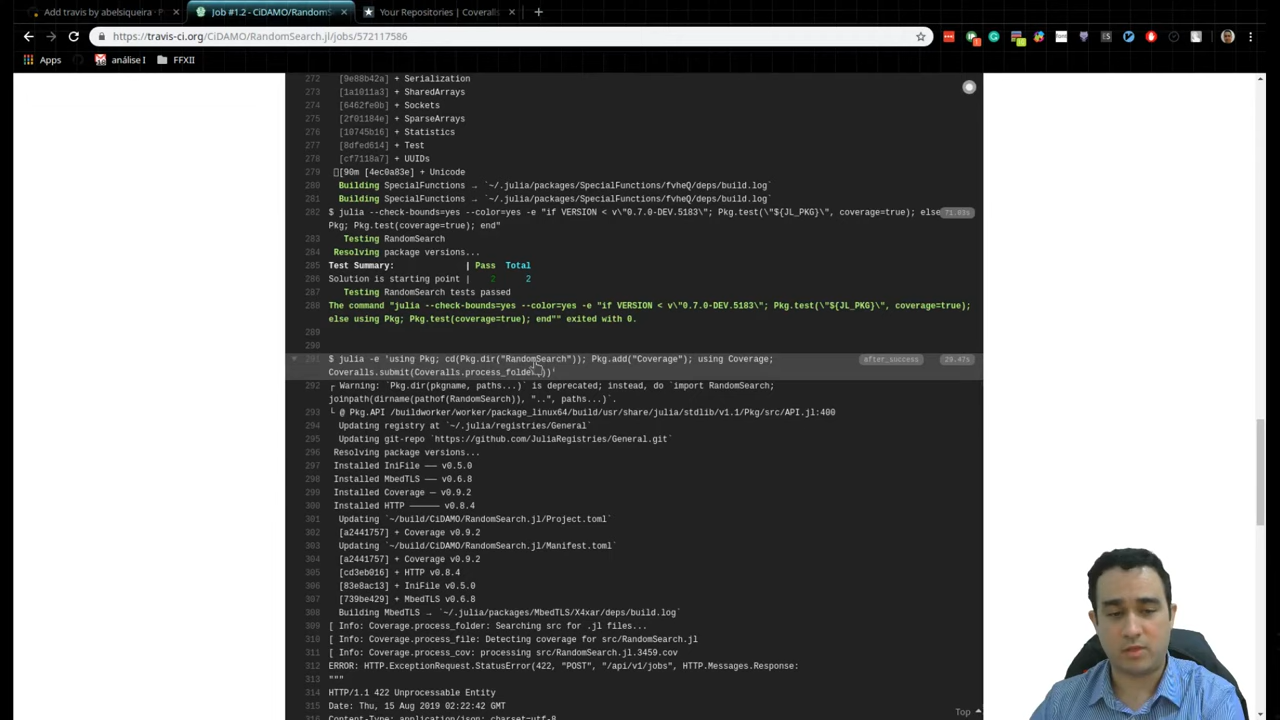 Add travis by abelsiqueira · P
Job #1.2 - CiDAMO/RandomS
Your Repositories | Coveralls
https://travis-ci.org/CiDAMO/RandomSearch.jl/jobs/572117586
Apps
análise I
FFXII
272 [9e88b42a] + Serialization
273 [1a1011a3] + SharedArrays
274 [6462fe0b] + Sockets
275 [2f01184e] + SparseArrays
276 [10745b16] + Statistics
277 [8dfed614] + Test
278 [cf7118a7] + UUIDs
279 [90m [4ec0a83e] + Unicode
280 Building SpecialFunctions → `~/.julia/packages/SpecialFunctions/fvheQ/deps/build.log`
281 Building SpecialFunctions → `~/.julia/packages/SpecialFunctions/fvheQ/deps/build.log`
282 $ julia --check-bounds=yes --color=yes -e "if VERSION < v\"0.7.0-DEV.5183\"; Pkg.test(\"${JL_PKG}\", coverage=true); else 71.03s
Pkg; Pkg.test(coverage=true); end"
283 Testing RandomSearch
284 Resolving package versions...
285 Test Summary: | Pass Total
286 Solution is starting point | 2 2
287 Testing RandomSearch tests passed
288 The command "julia --check-bounds=yes --color=yes -e "if VERSION < v\"0.7.0-DEV.5183\"; Pkg.test(\"${JL_PKG}\", coverage=true);
else using Pkg; Pkg.test(coverage=true); end"" exited with 0.
289
290
291 $ julia -e 'using Pkg; cd(Pkg.dir("RandomSearch")); Pkg.add("Coverage"); using Coverage; after_success 29.47s
Coveralls.submit(Coveralls.process_folder())'
292 ┌ Warning: `Pkg.dir(pkgname, paths...)` is deprecated; instead, do `import RandomSearch;
joinpath(dirname(pathof(RandomSearch)), "..", paths...)`.
293 └ @ Pkg.API /buildworker/worker/package_linux64/build/usr/share/julia/stdlib/v1.1/Pkg/src/API.jl:400
294 Updating registry at `~/.julia/registries/General`
295 Updating git-repo `https://github.com/JuliaRegistries/General.git`
296 Resolving package versions...
297 Installed IniFile ── v0.5.0
298 Installed MbedTLS ── v0.6.8
299 Installed Coverage ─ v0.9.2
300 Installed HTTP ───── v0.8.4
301 Updating `~/build/CiDAMO/RandomSearch.jl/Project.toml`
302 [a2441757] + Coverage v0.9.2
303 Updating `~/build/CiDAMO/RandomSearch.jl/Manifest.toml`
304 [a2441757] + Coverage v0.9.2
305 [cd3eb016] + HTTP v0.8.4
306 [83e8ac13] + IniFile v0.5.0
307 [739be429] + MbedTLS v0.6.8
308 Building MbedTLS → `~/.julia/packages/MbedTLS/X4xar/deps/build.log`
309 [ Info: Coverage.process_folder: Searching src for .jl files...
310 [ Info: Coverage.process_file: Detecting coverage for src/RandomSearch.jl
311 [ Info: Coverage.process_cov: processing src/RandomSearch.jl.3459.cov
312 ERROR: HTTP.ExceptionRequest.StatusError(422, "POST", "/api/v1/jobs", HTTP.Messages.Response:
313 """
314 HTTP/1.1 422 Unprocessable Entity
315 Date: Thu, 15 Aug 2019 02:22:42 GMT
316 Content-Type: application/json; charset=utf-8
Top